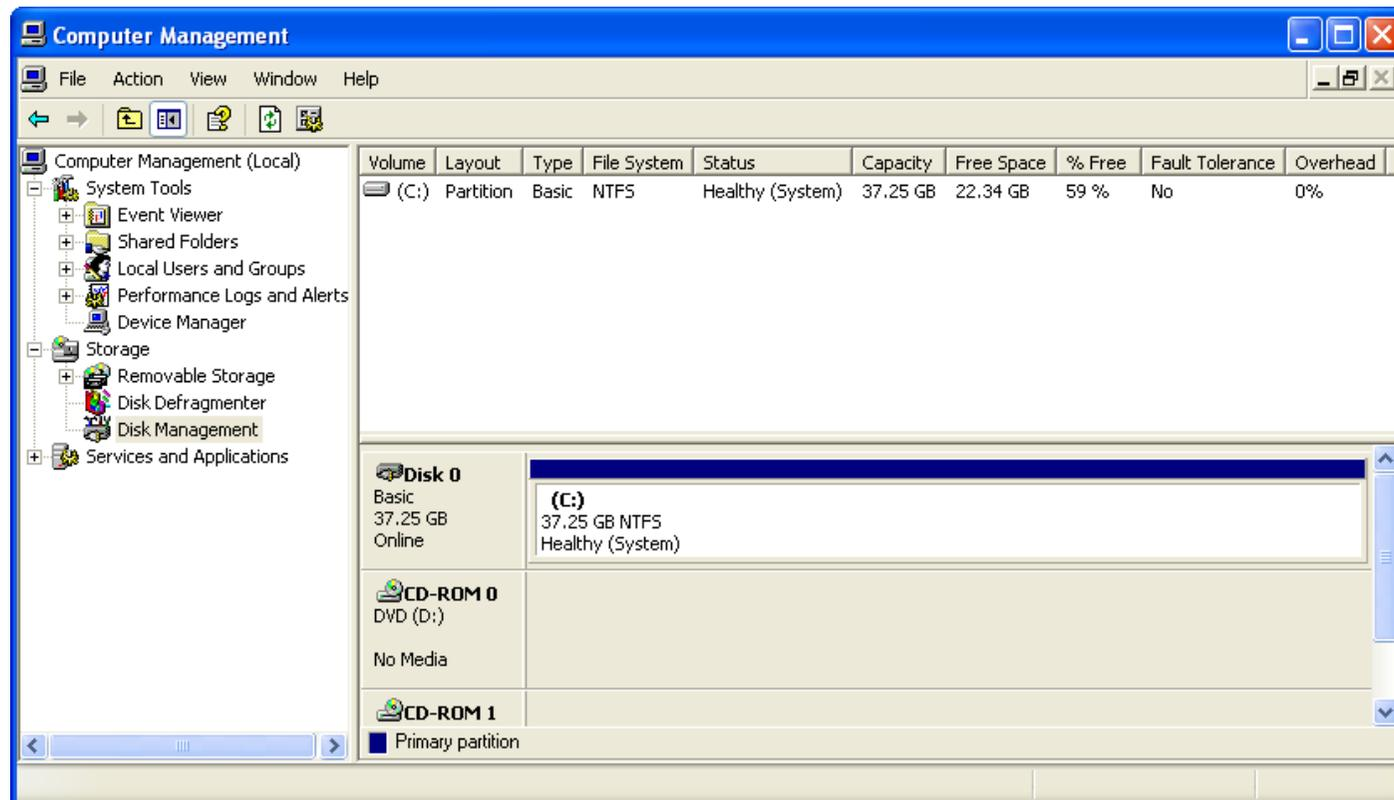 Computer Management
File Action View Window Help
Computer Management (Local)
System Tools
Event Viewer
Shared Folders
Local Users and Groups
Performance Logs and Alerts
Device Manager
Storage
Removable Storage
Disk Defragmenter
Disk Management
Services and Applications
Volume Layout Type File System Status Capacity Free Space % Free Fault Tolerance Overhead
(C:) Partition Basic NTFS Healthy (System) 37.25 GB 22.34 GB 59 % No 0%
Disk 0
Basic
37.25 GB
Online
(C:)
37.25 GB NTFS
Healthy (System)
CD-ROM 0
DVD (D:)
No Media
CD-ROM 1
Primary partition